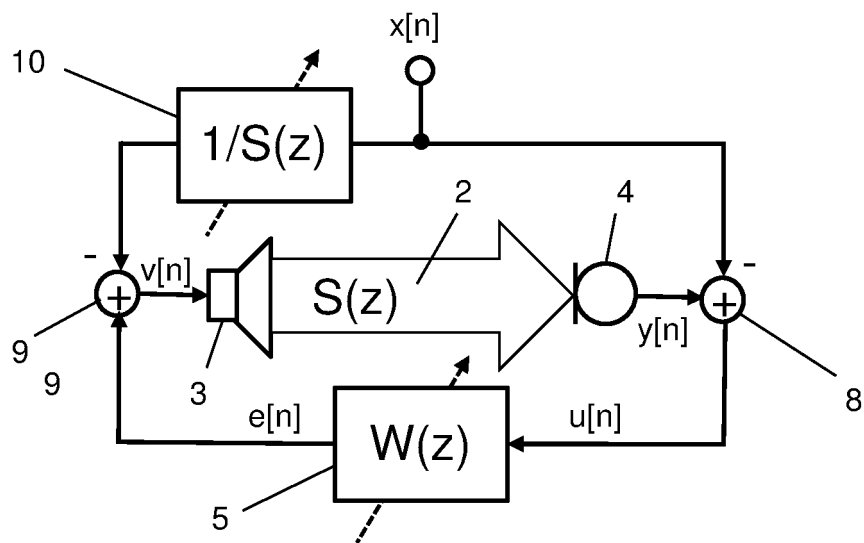 x[n]
10
1/S(z)
2
4
-
-
v[n]
+
S(z)
+
y[n]
9
9
3
8
e[n]
W(z)
u[n]
5